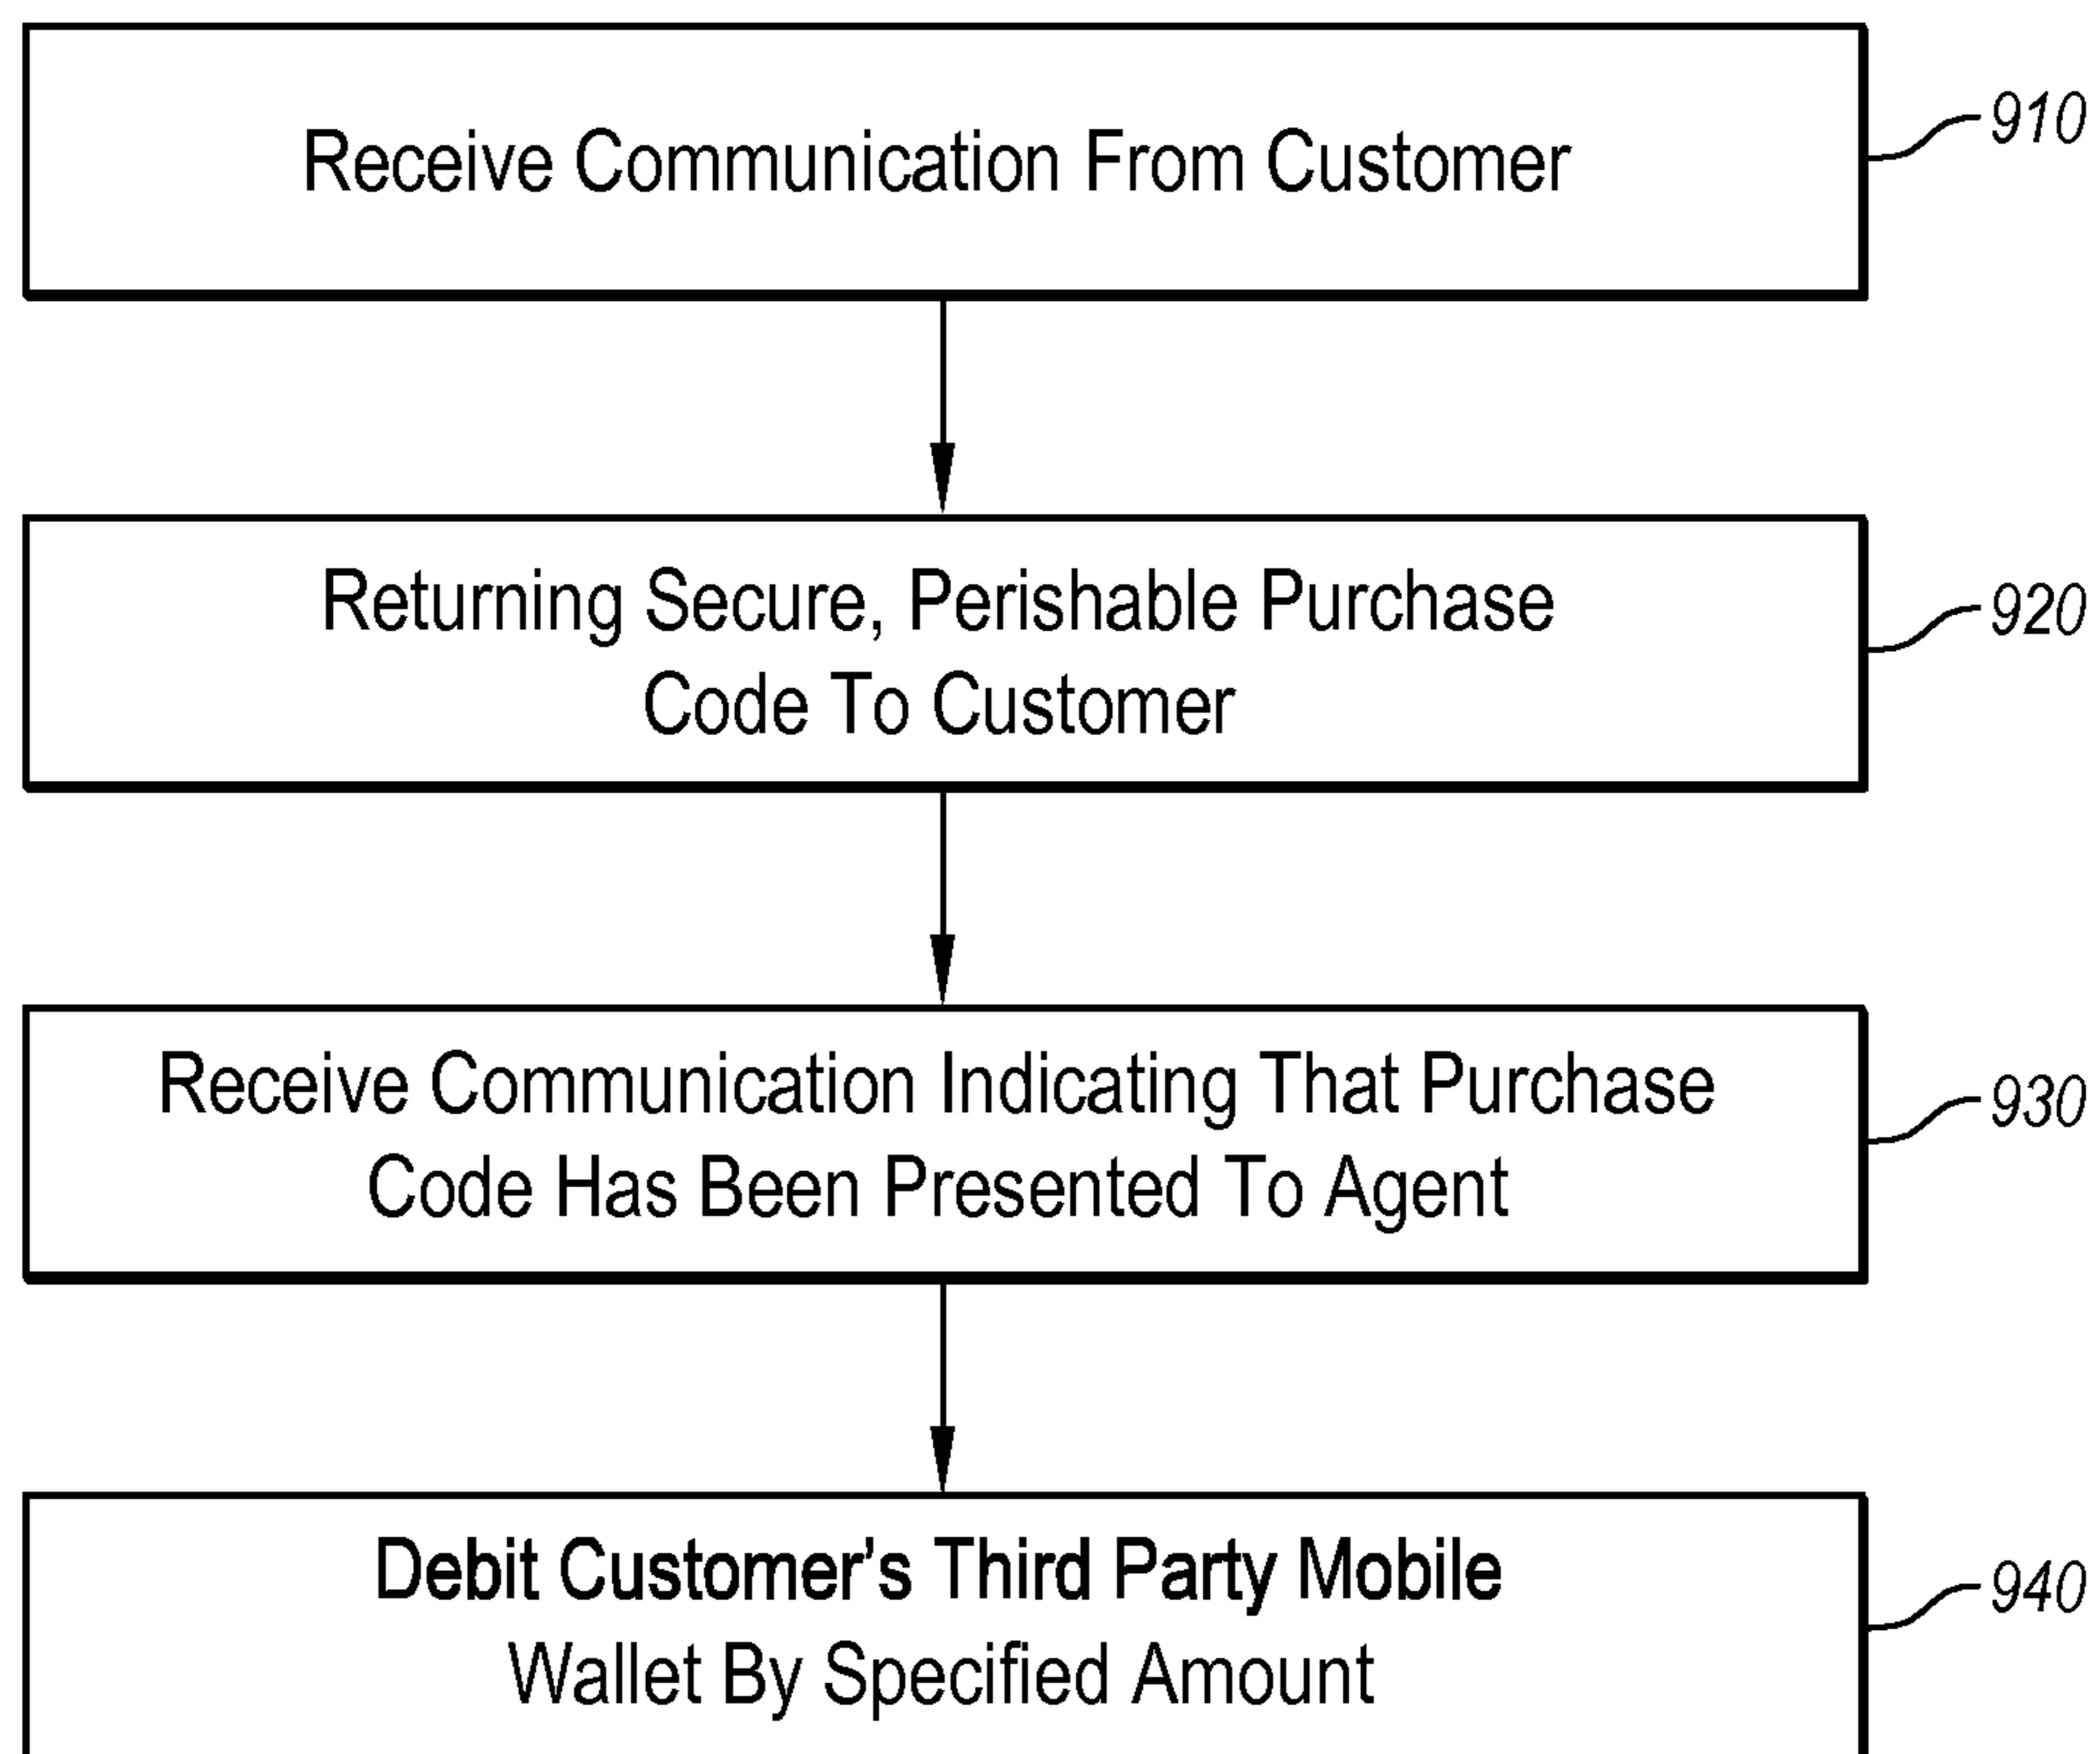 Receive Communication From Customer
910
Returning Secure, Perishable Purchase
Code To Customer
920
Receive Communication Indicating That Purchase
Code Has Been Presented To Agent
930
Debit Customer's Third Party Mobile
Wallet By Specified Amount
940